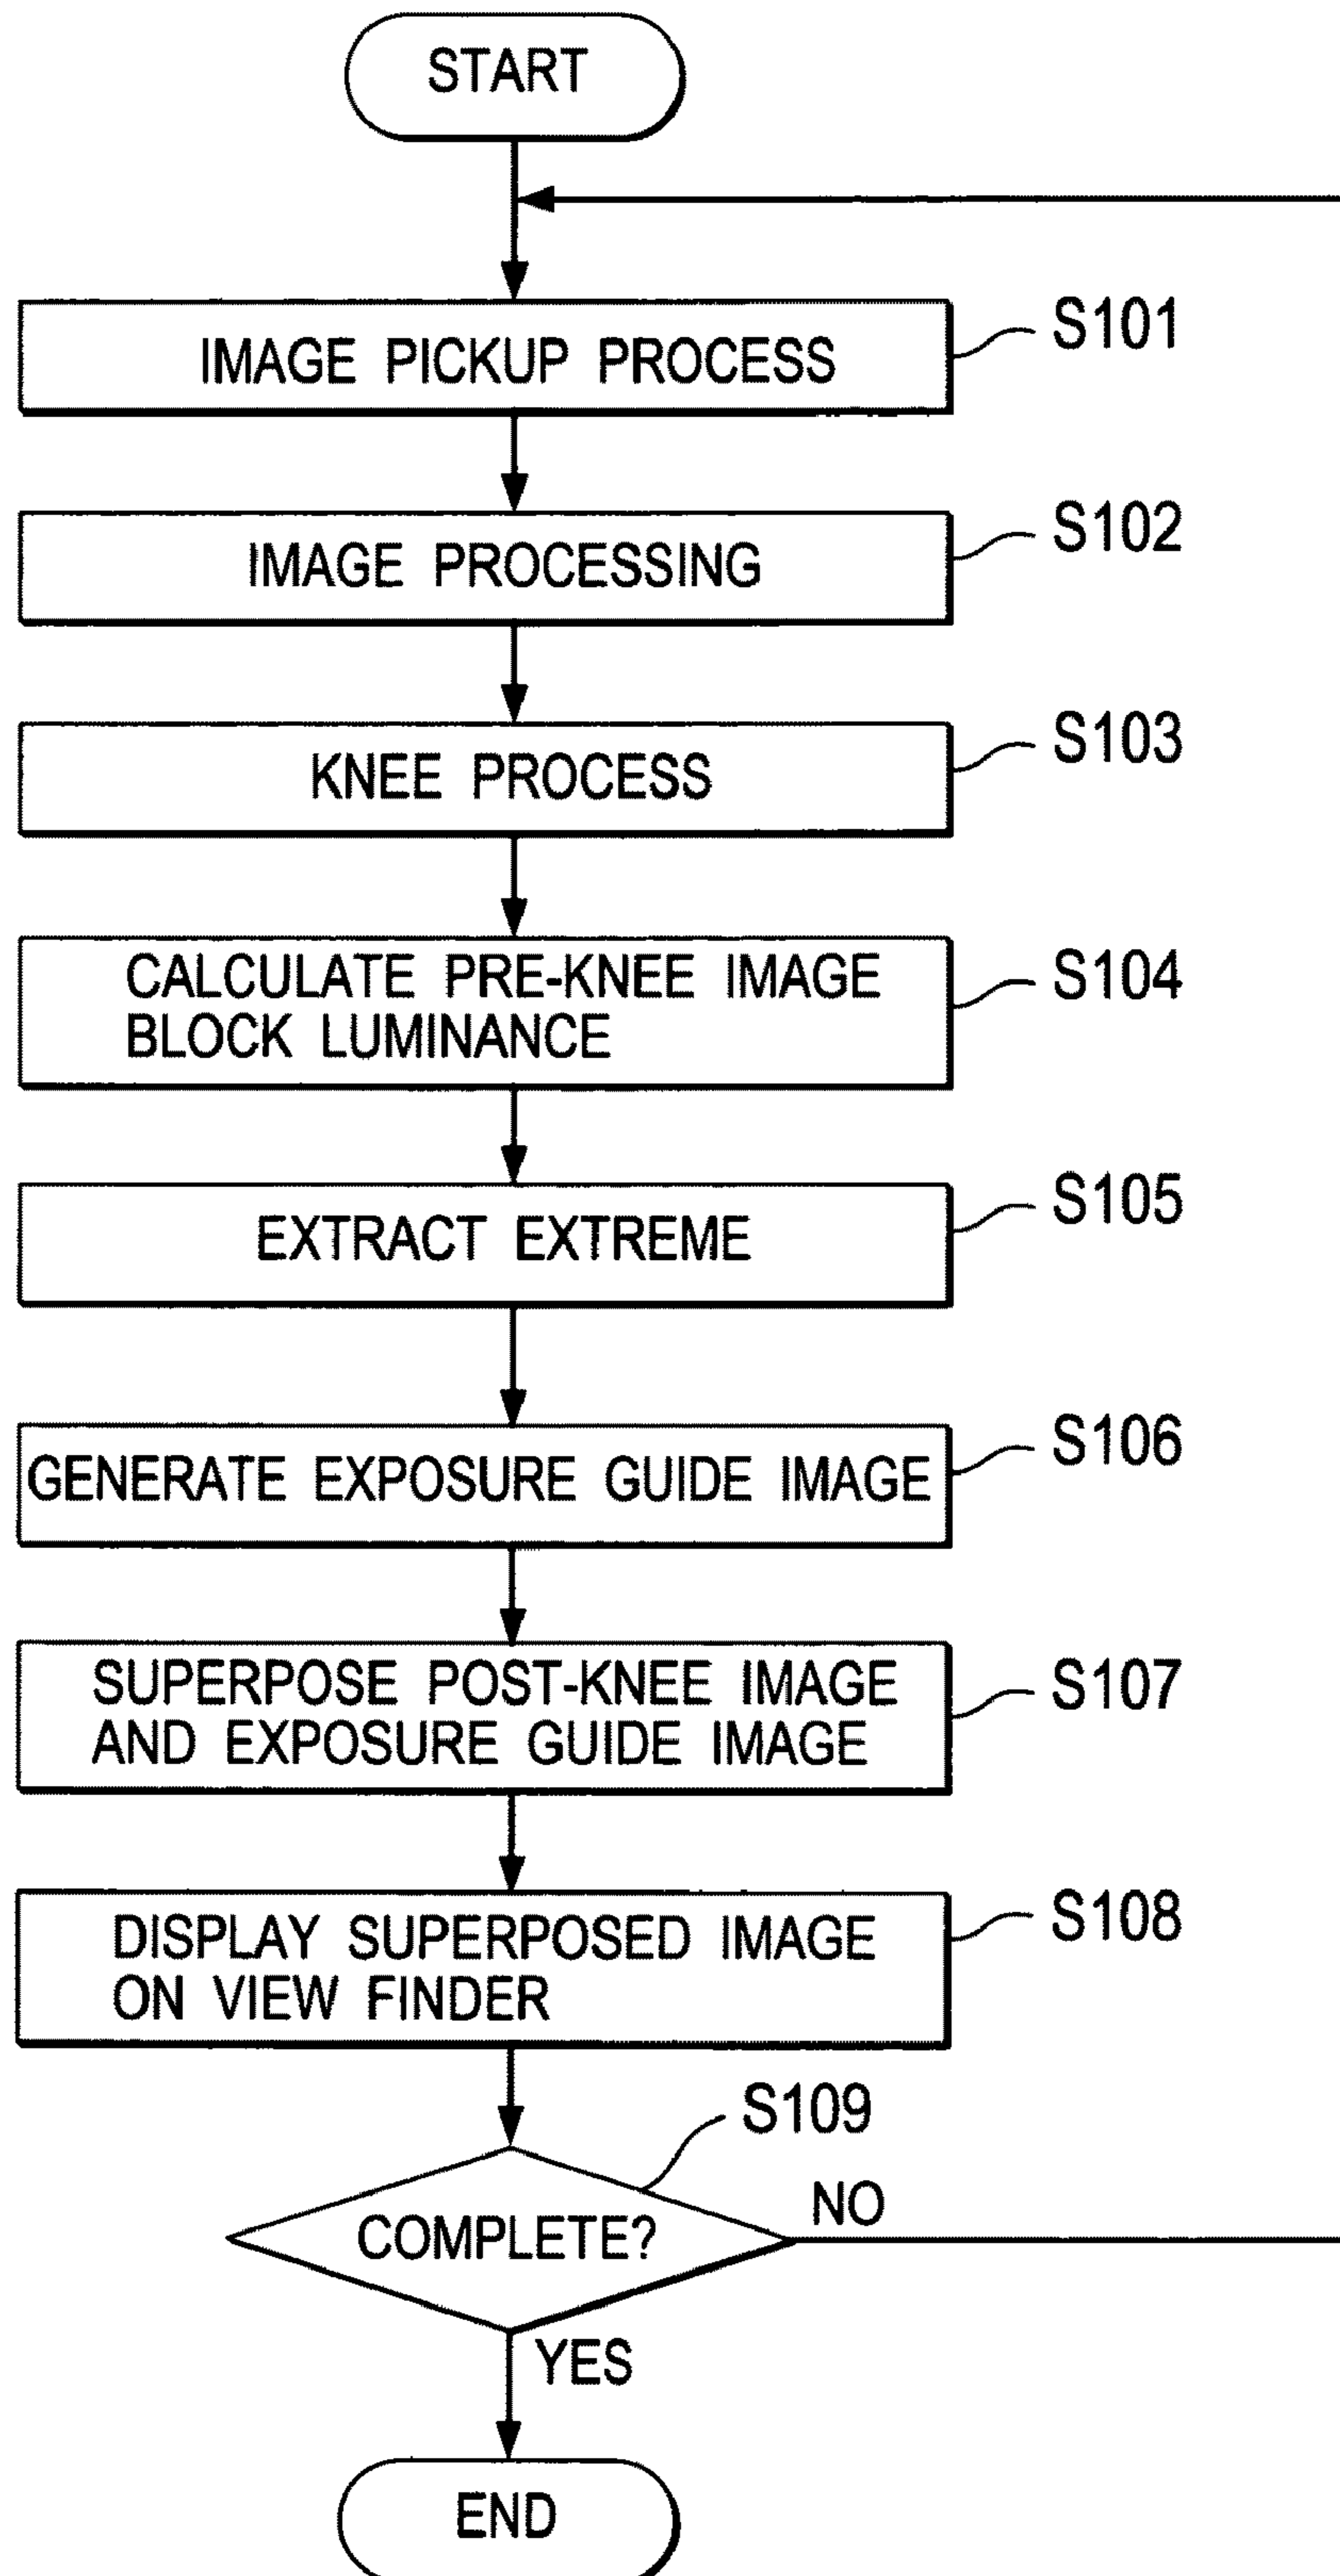 START
IMAGE PICKUP PROCESS
S101
IMAGE PROCESSING
S102
KNEE PROCESS
S103
CALCULATE PRE-KNEE IMAGE
BLOCK LUMINANCE
S104
EXTRACT EXTREME
S105
GENERATE EXPOSURE GUIDE IMAGE
S106
SUPERPOSE POST-KNEE IMAGE
AND EXPOSURE GUIDE IMAGE
S107
DISPLAY SUPERPOSED IMAGE
ON VIEW FINDER
S108
S109
COMPLETE?
NO
YES
END